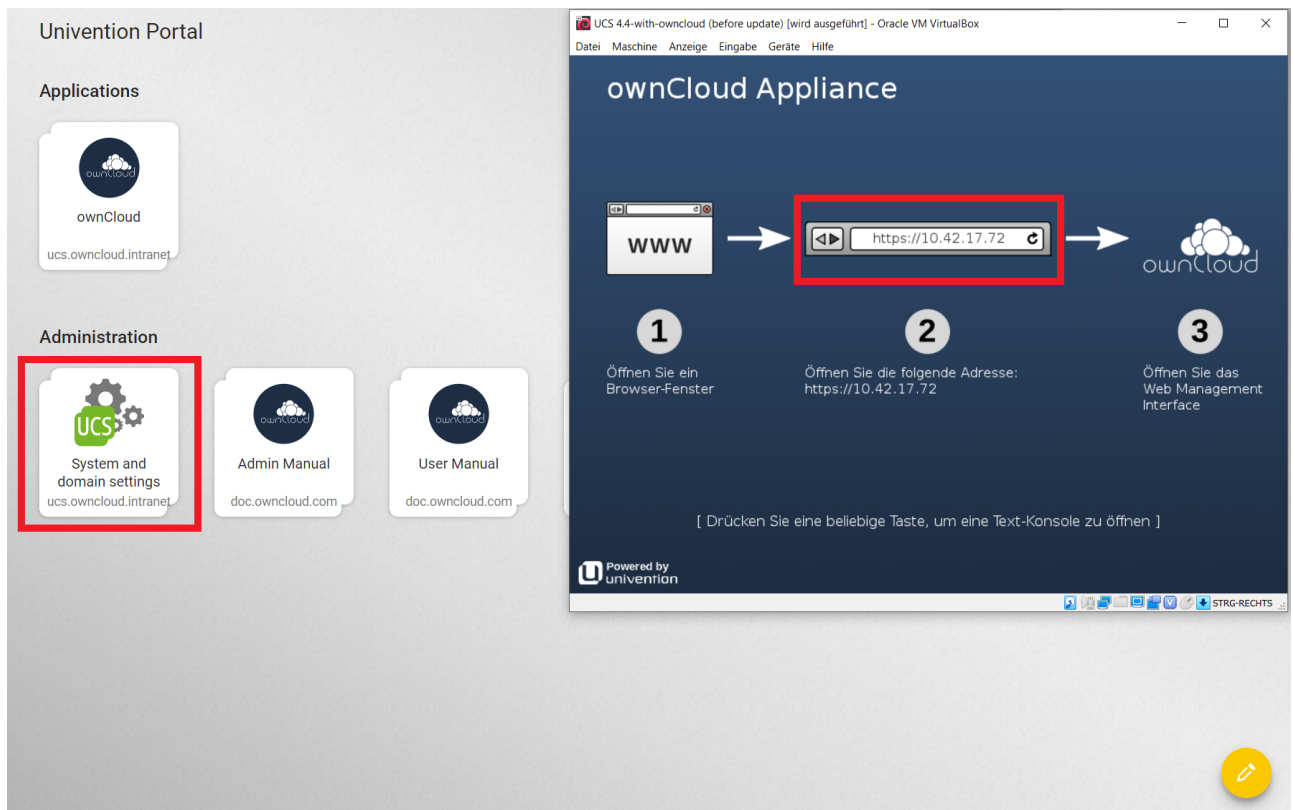 Univention Portal
Applications
ownCloud
ownCloud
ucs.owncloud.intranet
Administration
UCS
System and
domain settings
ucs.owncloud.intranet
ownCloud
Admin Manual
doc.owncloud.com
ownCloud
User Manual
doc.owncloud.com
UCS 4.4-with-owncloud (before update) [wird ausgeführt] - Oracle VM VirtualBox
Datei Maschine Anzeige Eingabe Geräte Hilfe
ownCloud Appliance
www
https://10.42.17.72
ownCloud
1
Öffnen Sie ein
Browser-Fenster
2
Öffnen Sie die folgende Adresse:
https://10.42.17.72
3
Öffnen Sie das
Web Management
Interface
[ Drücken Sie eine beliebige Taste, um eine Text-Konsole zu öffnen ]
Powered by
univention
STRG-RECHTS